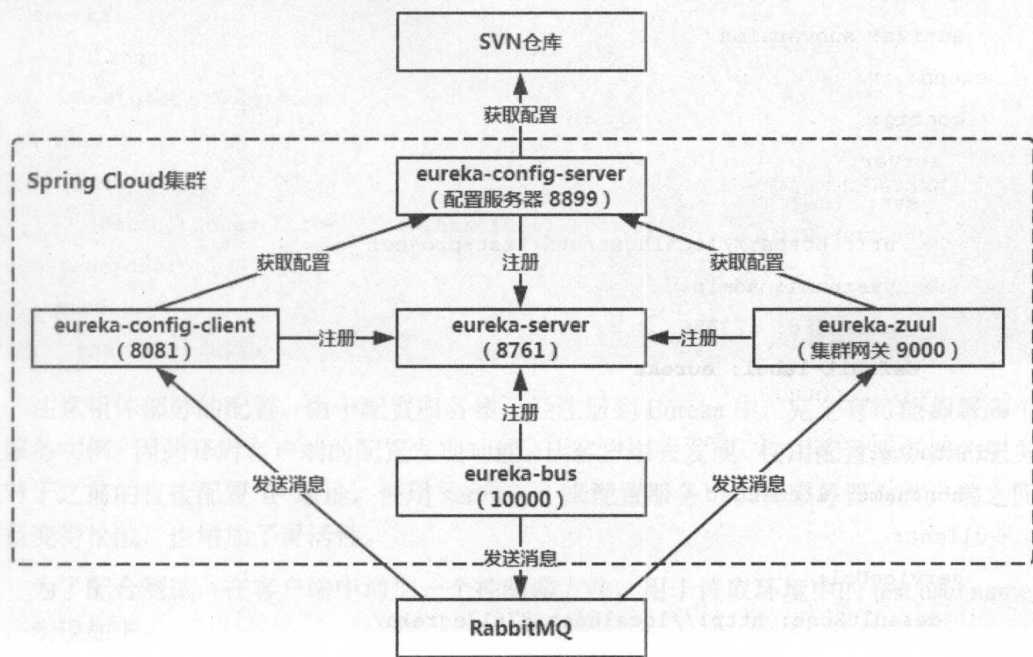 SVN仓库
获取配置
Spring Cloud集群
eureka-config-server
（配置服务器 8899）
获取配置
注册
获取配置
eureka-config-client
（8081）
注册
eureka-server
（8761）
注册
eureka-zuul
（集群网关 9000）
注册
发送消息
eureka-bus
（10000）
发送消息
发送消息
RabbitMQ